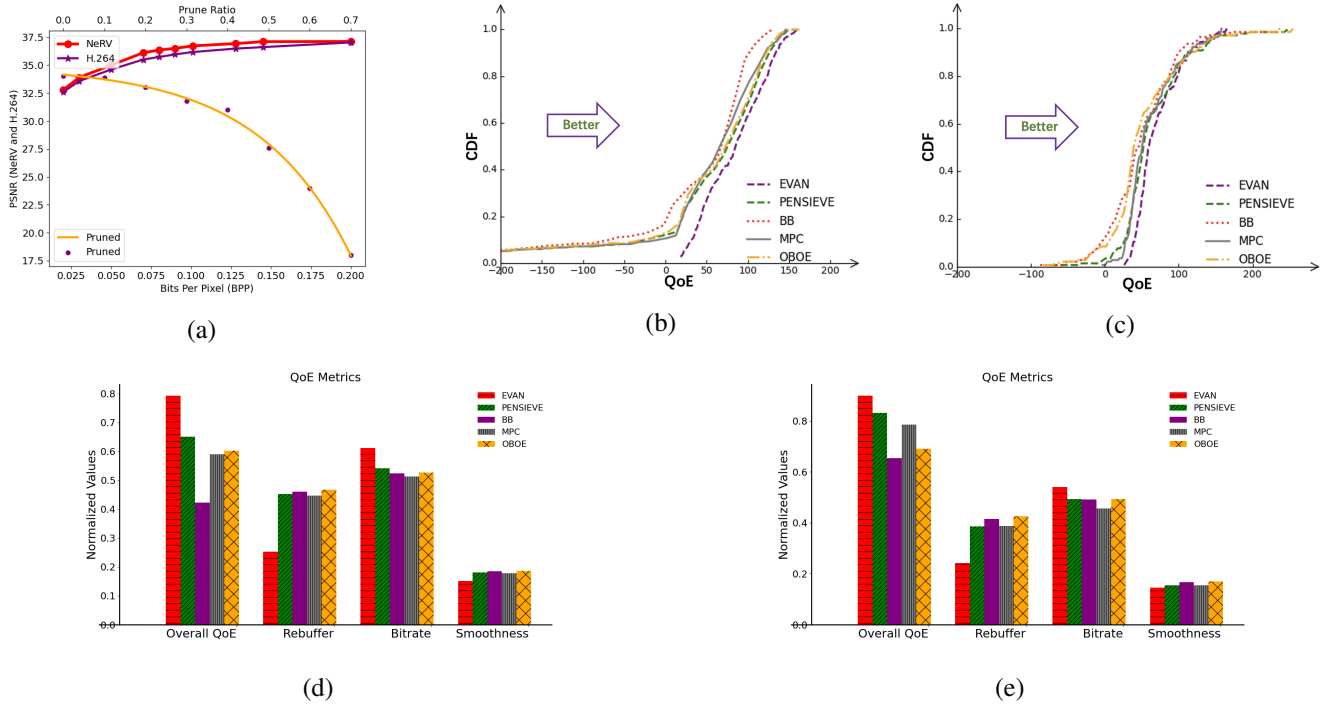 Prune Ratio
0.0 0.1 0.2 0.3 0.4 0.5 0.6 0.7
37.5
35.0
32.5
30.0
27.5
25.0
22.5
20.0
17.5
PSNR (NeRV and H.264)
NeRV
H.264
Pruned
Pruned
0.025 0.050 0.075 0.100 0.125 0.150 0.175 0.200
Bits Per Pixel (BPP)
(a)
1.0
0.8
0.6
0.4
0.2
0.0
CDF
Better
EVAN
PENSIEVE
BB
MPC
OBOE
−200 −150 −100 −50 0 50 100 150 200
QoE
(b)
1.0
0.8
0.6
0.4
0.2
0.0
CDF
Better
EVAN
PENSIEVE
BB
MPC
OBOE
−200 −100 0 100 200
QoE
(c)
QoE Metrics
0.8
0.7
0.6
0.5
0.4
0.3
0.2
0.1
0.0
Normalized Values
EVAN
PENSIEVE
BB
MPC
OBOE
Overall QoE Rebuffer Bitrate Smoothness
(d)
QoE Metrics
0.8
0.6
0.4
0.2
0.0
Normalized Values
EVAN
PENSIEVE
BB
MPC
OBOE
Overall QoE Rebuffer Bitrate Smoothness
(e)